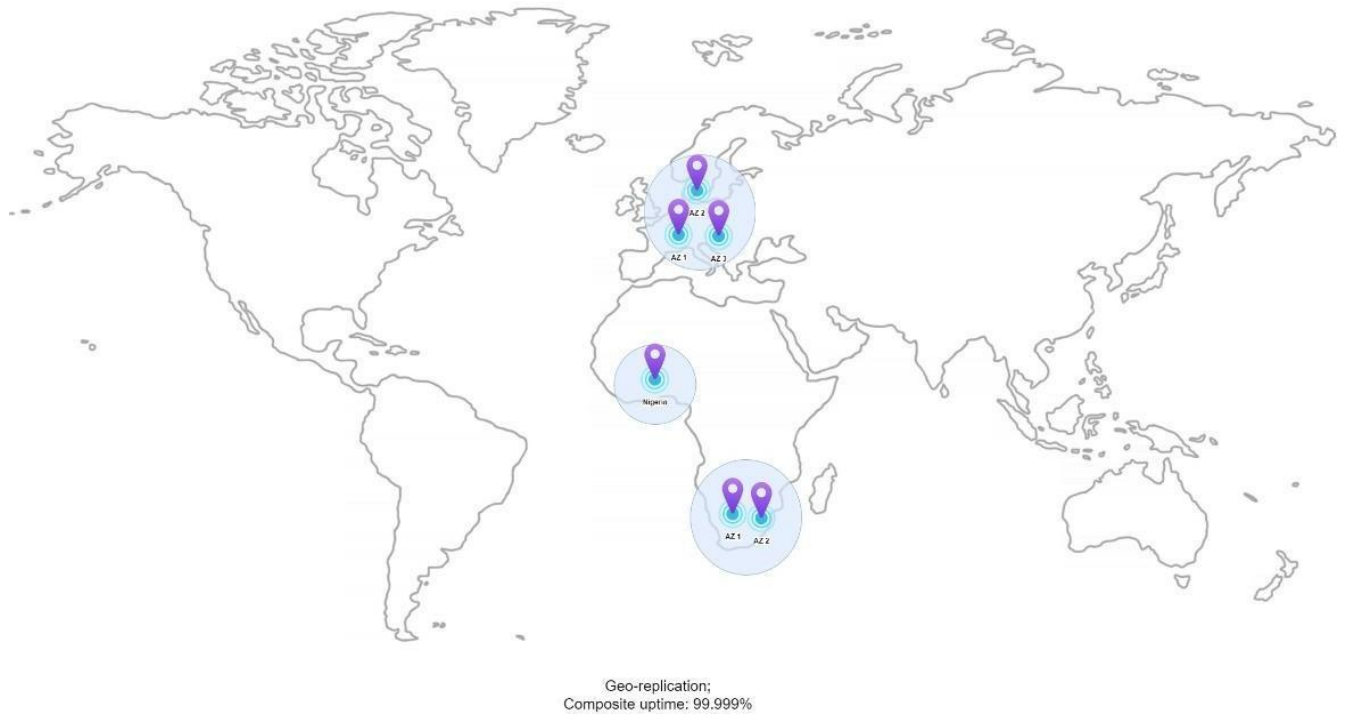 AZ 2
AZ 1
AZ 3
Nigeria
AZ 1
AZ 2
Geo-replication;
Composite uptime: 99.999%